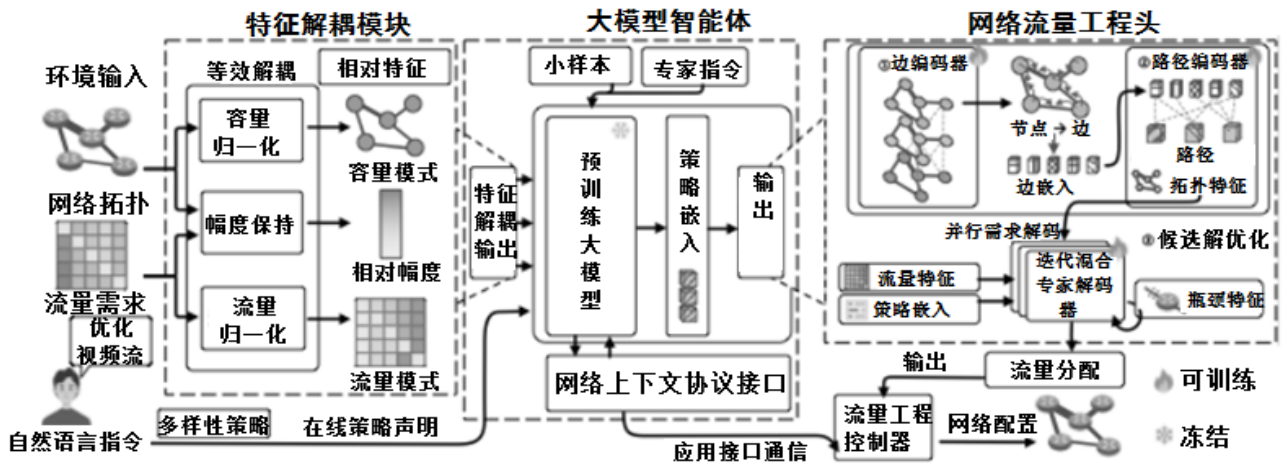 特征解耦模块
大模型智能体
网络流量工程头
环境输入
网络拓扑
流量需求
优化
视频流
自然语言指令
等效解耦
相对特征
容量
归一化
幅度保持
流量
归一化
容量模式
相对幅度
流量模式
多样性策略
在线策略声明
小样本
专家指令
特征
解耦
输出
预训练大模型
策略嵌入
输出
网络上下文协议接口
应用接口通信
①边编码器
节点→边
边嵌入
②路径编码器
路径
拓扑特征
并行需求解码
③候选解优化
流量特征
策略嵌入
迭代混合
专家解码
器
瓶颈特征
输出
流量分配
流量工程
控制器
网络配置
可训练
冻结